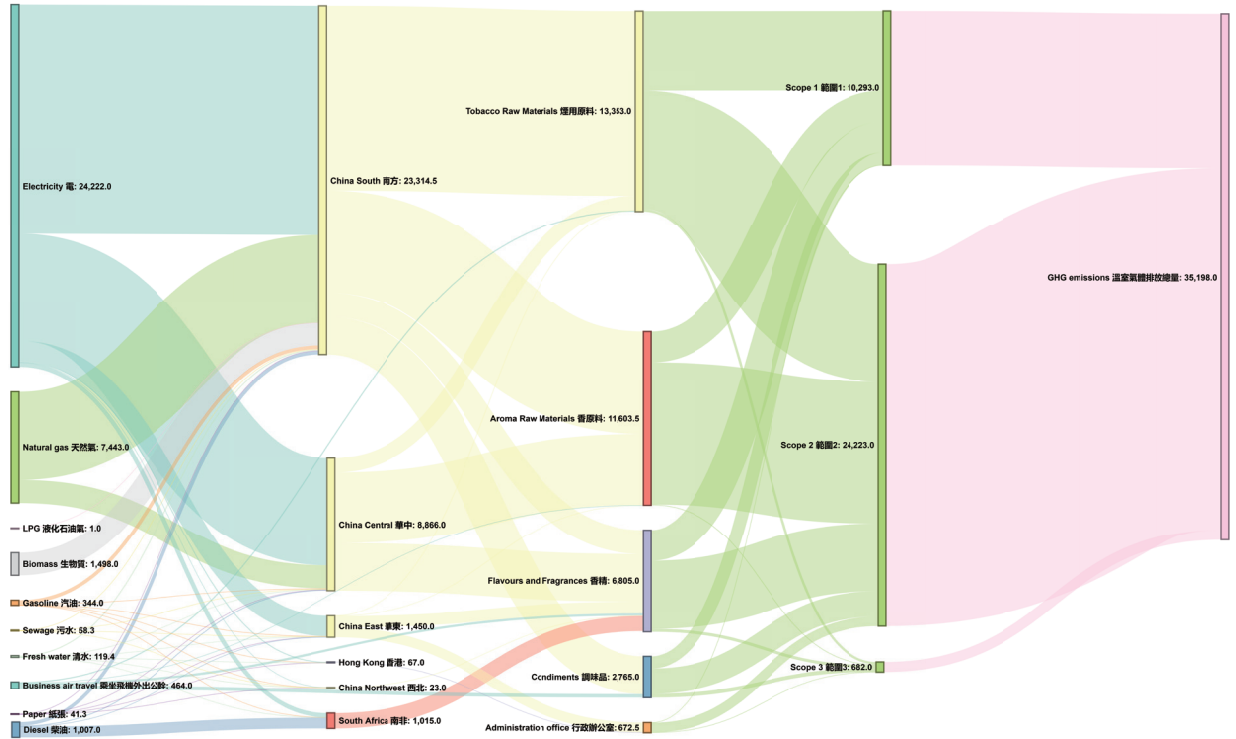 Electricity 電: 24,222.0
Natural gas 天然氣: 7,443.0
LPG 液化石油氣: 1.0
Biomass 生物質: 1,498.0
Gasoline 汽油: 344.0
Sewage 污水: 58.3
Fresh water 清水: 119.4
Business air travel 乘坐飛機外出公幹: 464.0
Paper 紙張: 41.3
Diesel 柴油: 1,007.0
China South 南方: 23,314.5
China Central 華中: 8,866.0
China East 華東: 1,450.0
Hong Kong 香港: 67.0
China Northwest 西北: 23.0
South Africa 南非: 1,015.0
Tobacco Raw Materials 煙用原料: 13,353.0
Aroma Raw Materials 香原料: 11603.5
Flavours and Fragrances 香精: 6805.0
Condiments 調味品: 2765.0
Administration office 行政辦公室: 672.5
Scope 1 範圍1: 10,293.0
Scope 2 範圍2: 24,223.0
Scope 3 範圍3: 682.0
GHG emissions 溫室氣體排放總量: 35,198.0